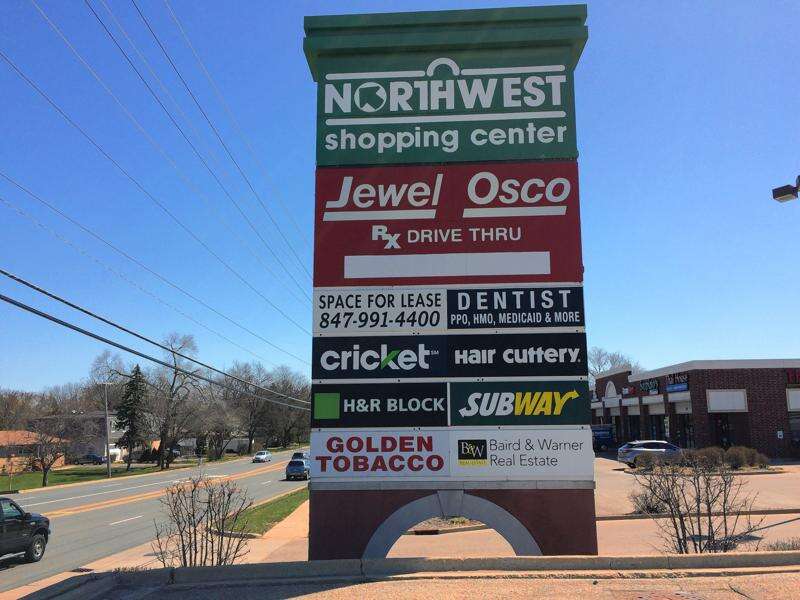 NORTHWEST
shopping center
Jewel Osco
Rx DRIVE THRU
SPACE FOR LEASE
847-991-4400
DENTIST
PPO, HMO, MEDICAID & MORE
cricket SM
HAIR CUTTERY.
H&R BLOCK
SUBWAY
GOLDEN
TOBACCO
B&W
Baird & Warner
Real Estate